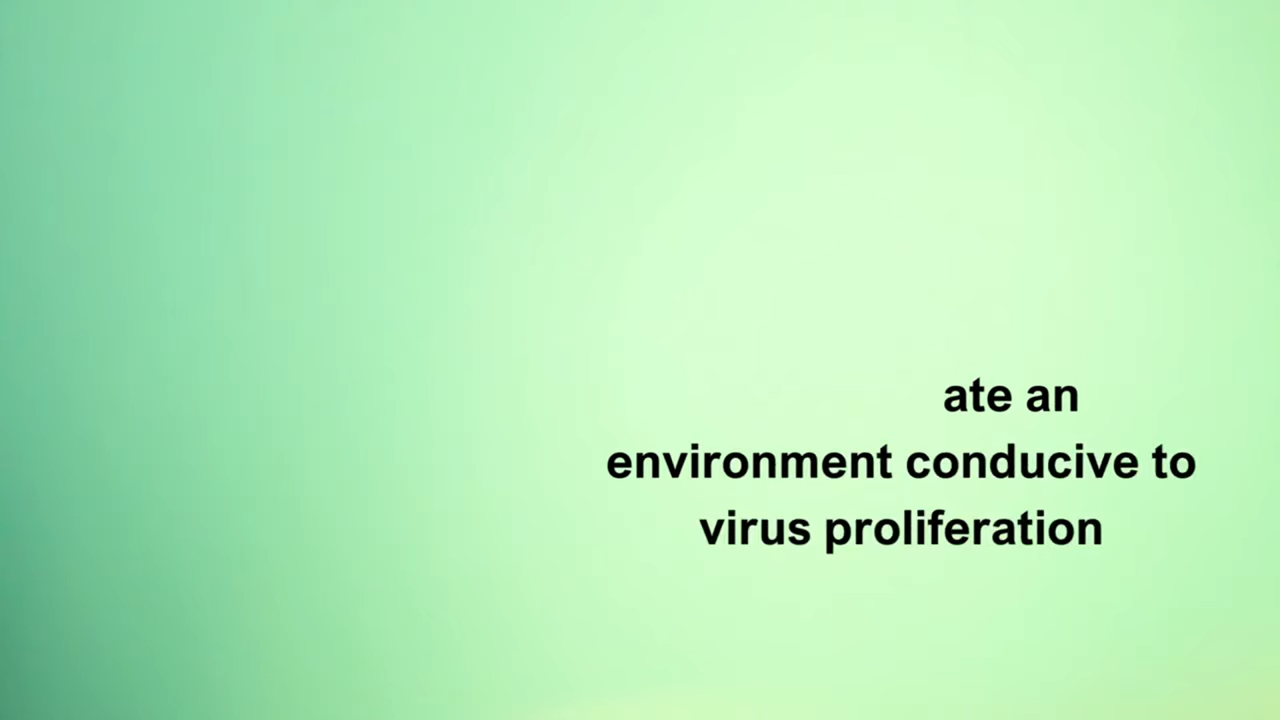 ate an
environment conducive to
virus proliferation